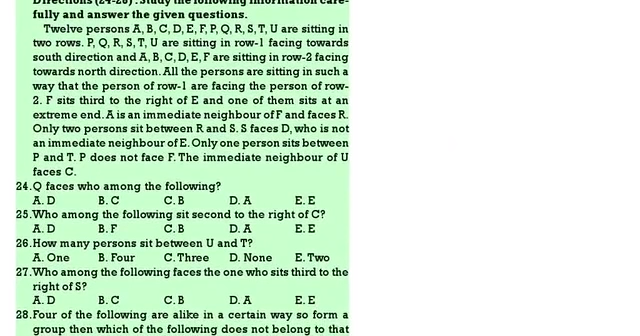 Directions (24-28) : Study the following information care-
fully and answer the given questions.
Twelve persons A, B, C, D, E, F, P, Q, R, S, T, U are sitting in
two rows. P, Q, R, S, T, U are sitting in row-1 facing towards
south direction and A, B, C, D, E, F are sitting in row-2 facing
towards north direction. All the persons are sitting in such a
way that the person of row-1 are facing the person of row-
2. F sits third to the right of E and one of them sits at an
extreme end. A is an immediate neighbour of F and faces R.
Only two persons sit between R and S. S faces D, who is not
an immediate neighbour of E. Only one person sits between
P and T. P does not face F. The immediate neighbour of U
faces C.
24. Q faces who among the following?
A. D B. C C. B D. A E. E
25. Who among the following sit second to the right of C?
A. D B. F C. B D. A E. E
26. How many persons sit between U and T?
A. One B. Four C. Three D. None E. Two
27. Who among the following faces the one who sits third to the
right of S?
A. D B. C C. B D. A E. E
28. Four of the following are alike in a certain way so form a
group then which of the following does not belong to that